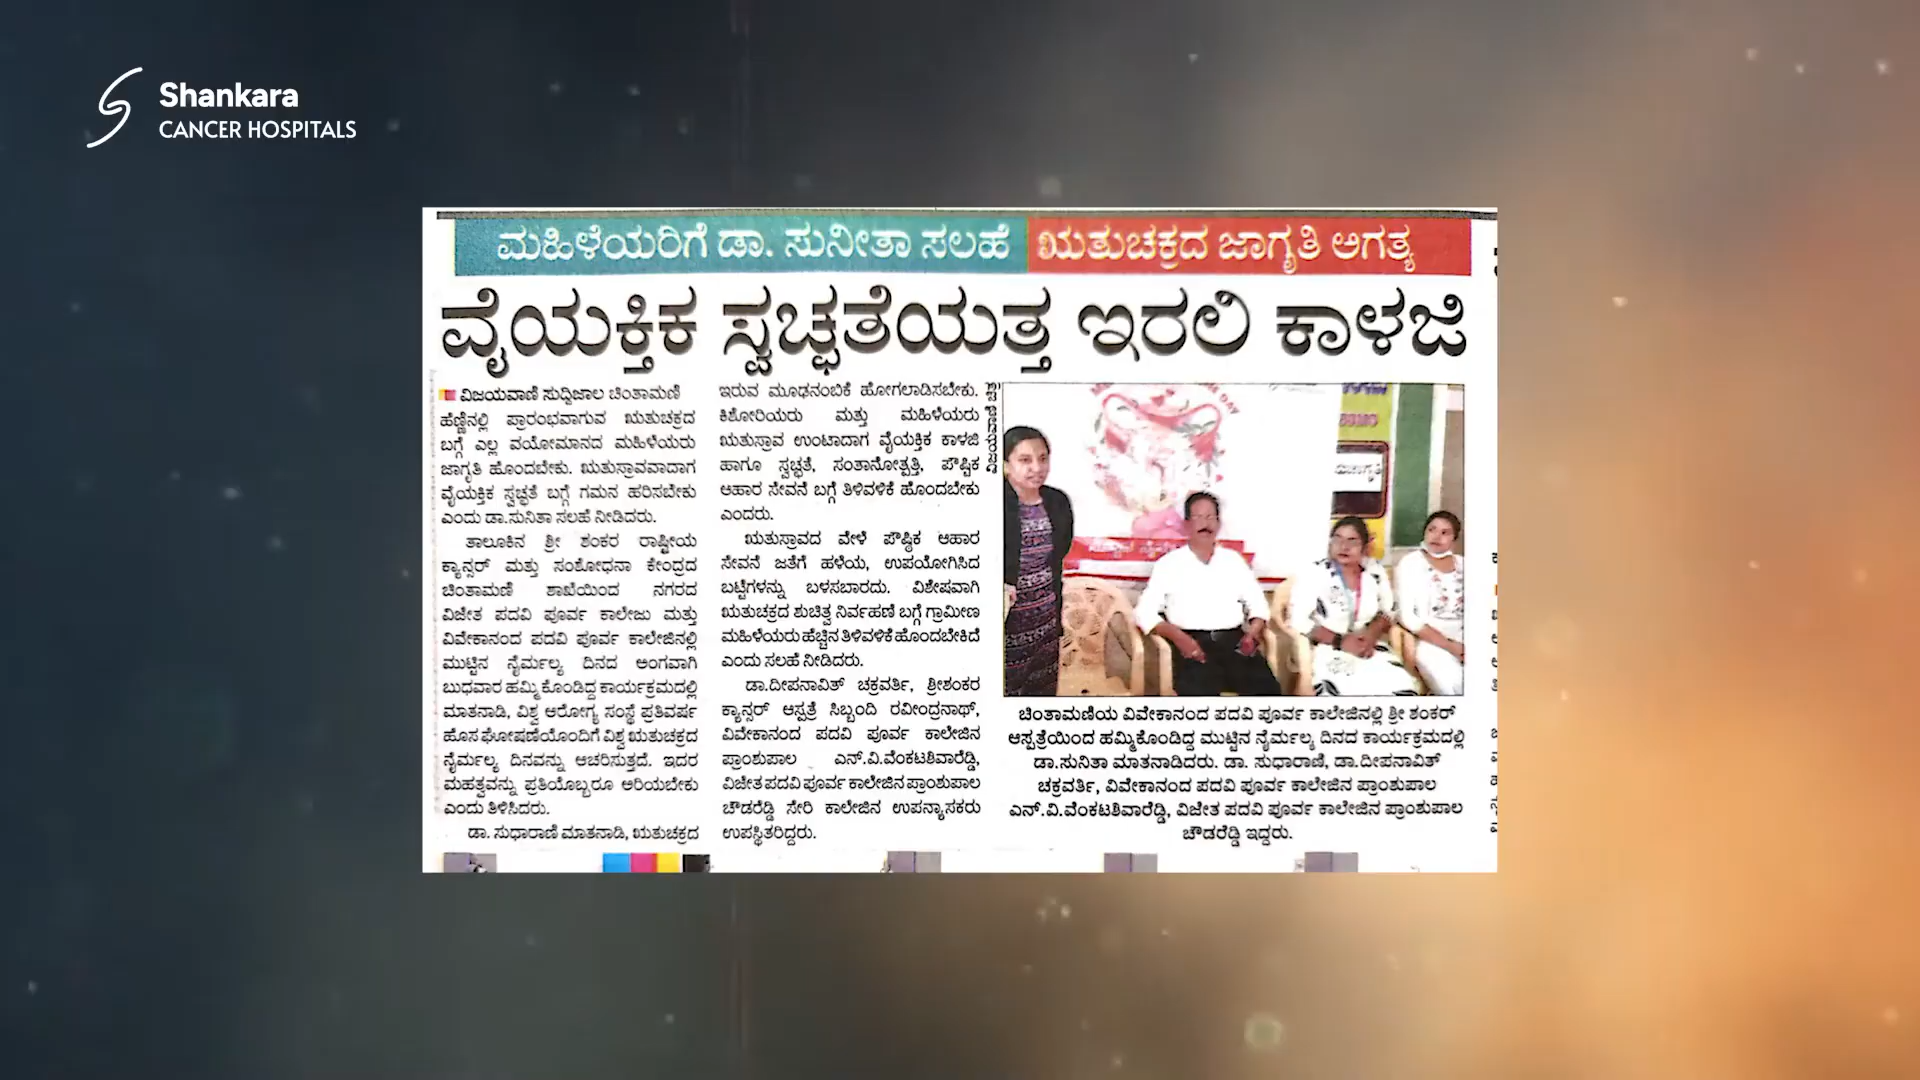 Shankara
CANCER HOSPITALS
ಮಹಿಳೆಯರಿಗೆ ಡಾ. ಸುನೀತಾ ಸಲಹೆ
ಋತುಚಕ್ರದ ಜಾಗೃತಿ ಅಗತ್ಯ
ವೈಯಕ್ತಿಕ ಸ್ವಚ್ಛತೆಯತ್ತ ಇರಲಿ ಕಾಳಜಿ
ವಿಜಯವಾಣಿ ಸುದ್ದಿಜಾಲ ಚಿಂತಾಮಣಿ
ಹೆಣ್ಣಿನಲ್ಲಿ ಪ್ರಾರಂಭವಾಗುವ ಋತುಚಕ್ರದ
ಬಗ್ಗೆ ಎಲ್ಲ ವಯೋಮಾನದ ಮಹಿಳೆಯರು
ಜಾಗೃತಿ ಹೊಂದಬೇಕು. ಋತುಸ್ರಾವವಾದಾಗ
ವೈಯಕ್ತಿಕ ಸ್ವಚ್ಛತೆ ಬಗ್ಗೆ ಗಮನ ಹರಿಸಬೇಕು
ಎಂದು ಡಾ.ಸುನಿತಾ ಸಲಹೆ ನೀಡಿದರು.
ತಾಲೂಕಿನ ಶ್ರೀ ಶಂಕರ ರಾಷ್ಟ್ರೀಯ
ಕ್ಯಾನ್ಸರ್ ಮತ್ತು ಸಂಶೋಧನಾ ಕೇಂದ್ರದ
ಚಿಂತಾಮಣಿ ಶಾಖೆಯಿಂದ ನಗರದ
ವಿಜೇತ ಪದವಿ ಪೂರ್ವ ಕಾಲೇಜು ಮತ್ತು
ವಿವೇಕಾನಂದ ಪದವಿ ಪೂರ್ವ ಕಾಲೇಜಿನಲ್ಲಿ
ಮುಟ್ಟಿನ ನೈರ್ಮಲ್ಯ ದಿನದ ಅಂಗವಾಗಿ
ಬುಧವಾರ ಹಮ್ಮಿಕೊಂಡಿದ್ದ ಕಾರ್ಯಕ್ರಮದಲ್ಲಿ
ಮಾತನಾಡಿ, ವಿಶ್ವ ಆರೋಗ್ಯ ಸಂಸ್ಥೆ ಪ್ರತಿವರ್ಷ
ಹೊಸ ಘೋಷಣೆಯೊಂದಿಗೆ ವಿಶ್ವ ಋತುಚಕ್ರದ
ನೈರ್ಮಲ್ಯ ದಿನವನ್ನು ಆಚರಿಸುತ್ತದೆ. ಇದರ
ಮಹತ್ವವನ್ನು ಪ್ರತಿಯೊಬ್ಬರೂ ಅರಿಯಬೇಕು
ಎಂದು ತಿಳಿಸಿದರು.
ಡಾ. ಸುಧಾರಾಣಿ ಮಾತನಾಡಿ, ಋತುಚಕ್ರದ
ಇರುವ ಮೂಢನಂಬಿಕೆ ಹೋಗಲಾಡಿಸಬೇಕು.
ಕಿಶೋರಿಯರು ಮತ್ತು ಮಹಿಳೆಯರು
ಋತುಸ್ರಾವ ಉಂಟಾದಾಗ ವೈಯಕ್ತಿಕ ಕಾಳಜಿ
ಹಾಗೂ ಸ್ವಚ್ಛತೆ, ಸಂತಾನೋತ್ಪತ್ತಿ, ಪೌಷ್ಟಿಕ
ಆಹಾರ ಸೇವನೆ ಬಗ್ಗೆ ತಿಳಿವಳಿಕೆ ಹೊಂದಬೇಕು
ಎಂದರು.
ಋತುಸ್ರಾವದ ವೇಳೆ ಪೌಷ್ಠಿಕ ಆಹಾರ
ಸೇವನೆ ಜತೆಗೆ ಹಳೆಯ, ಉಪಯೋಗಿಸಿದ
ಬಟ್ಟೆಗಳನ್ನು ಬಳಸಬಾರದು. ವಿಶೇಷವಾಗಿ
ಋತುಚಕ್ರದ ಶುಚಿತ್ವ ನಿರ್ವಹಣೆ ಬಗ್ಗೆ ಗ್ರಾಮೀಣ
ಮಹಿಳೆಯರು ಹೆಚ್ಚಿನ ತಿಳಿವಳಿಕೆ ಹೊಂದಬೇಕಿದೆ
ಎಂದು ಸಲಹೆ ನೀಡಿದರು.
ಡಾ.ದೀಪನಾವಿತ್ ಚಕ್ರವರ್ತಿ, ಶ್ರೀಶಂಕರ
ಕ್ಯಾನ್ಸರ್ ಆಸ್ಪತ್ರೆ ಸಿಬ್ಬಂದಿ ರವೀಂದ್ರನಾಥ್,
ವಿವೇಕಾನಂದ ಪದವಿ ಪೂರ್ವ ಕಾಲೇಜಿನ
ಪ್ರಾಂಶುಪಾಲ ಎನ್.ವಿ.ವೆಂಕಟಶಿವಾರೆಡ್ಡಿ,
ವಿಜೇತ ಪದವಿ ಪೂರ್ವ ಕಾಲೇಜಿನ ಪ್ರಾಂಶುಪಾಲ
ಚೌಡರೆಡ್ಡಿ ಸೇರಿ ಕಾಲೇಜಿನ ಉಪನ್ಯಾಸಕರು
ಉಪಸ್ಥಿತರಿದ್ದರು.
ಚಿಂತಾಮಣಿಯ ವಿವೇಕಾನಂದ ಪದವಿ ಪೂರ್ವ ಕಾಲೇಜಿನಲ್ಲಿ ಶ್ರೀ ಶಂಕರ್
ಆಸ್ಪತ್ರೆಯಿಂದ ಹಮ್ಮಿಕೊಂಡಿದ್ದ ಮುಟ್ಟಿನ ನೈರ್ಮಲ್ಯ ದಿನದ ಕಾರ್ಯಕ್ರಮದಲ್ಲಿ
ಡಾ.ಸುನಿತಾ ಮಾತನಾಡಿದರು. ಡಾ. ಸುಧಾರಾಣಿ, ಡಾ.ದೀಪನಾವಿತ್
ಚಕ್ರವರ್ತಿ, ವಿವೇಕಾನಂದ ಪದವಿ ಪೂರ್ವ ಕಾಲೇಜಿನ ಪ್ರಾಂಶುಪಾಲ
ಎನ್.ವಿ.ವೆಂಕಟಶಿವಾರೆಡ್ಡಿ, ವಿಜೇತ ಪದವಿ ಪೂರ್ವ ಕಾಲೇಜಿನ ಪ್ರಾಂಶುಪಾಲ
ಚೌಡರೆಡ್ಡಿ ಇದ್ದರು.